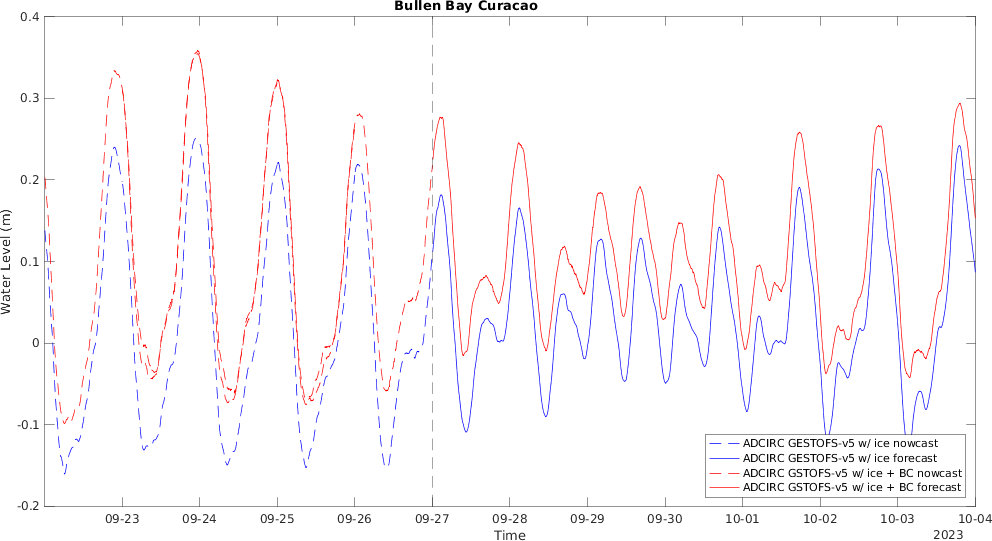 Bullen Bay Curacao
0.4
0.3
0.2
0.1
0
-0.1
-0.2
Water Level (m)
ADCIRC GESTOFS-v5 w/ ice nowcast
ADCIRC GESTOFS-v5 w/ ice forecast
ADCIRC GSTOFS-v5 w/ ice + BC nowcast
ADCIRC GSTOFS-v5 w/ ice + BC forecast
09-23 09-24 09-25 09-26 09-27 09-28 09-29 09-30 10-01 10-02 10-03 10-04
Time
2023